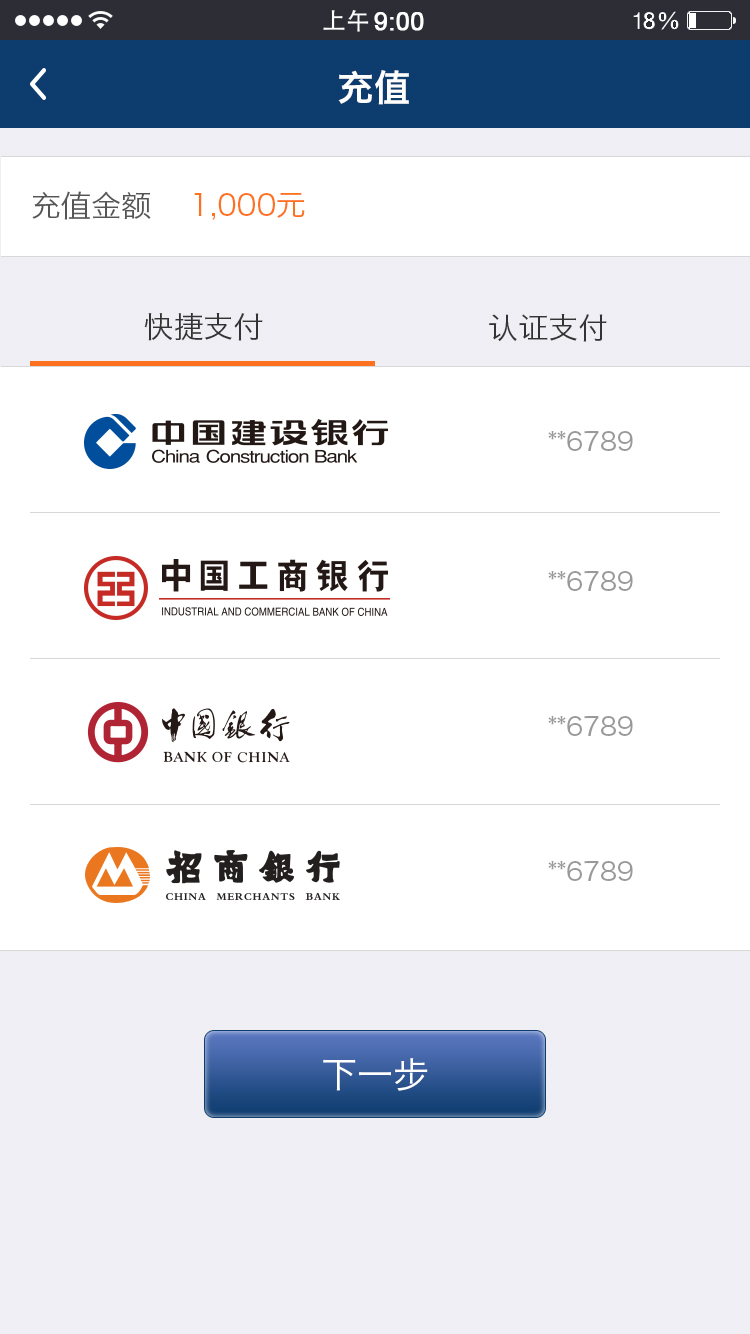 上午9:00 18%
充值
充值金额 1,000元
快捷支付 认证支付
中国建设银行
China Construction Bank
**6789
中国工商银行
INDUSTRIAL AND COMMERCIAL BANK OF CHINA
**6789
中國銀行
BANK OF CHINA
**6789
招商銀行
CHINA MERCHANTS BANK
**6789
下一步